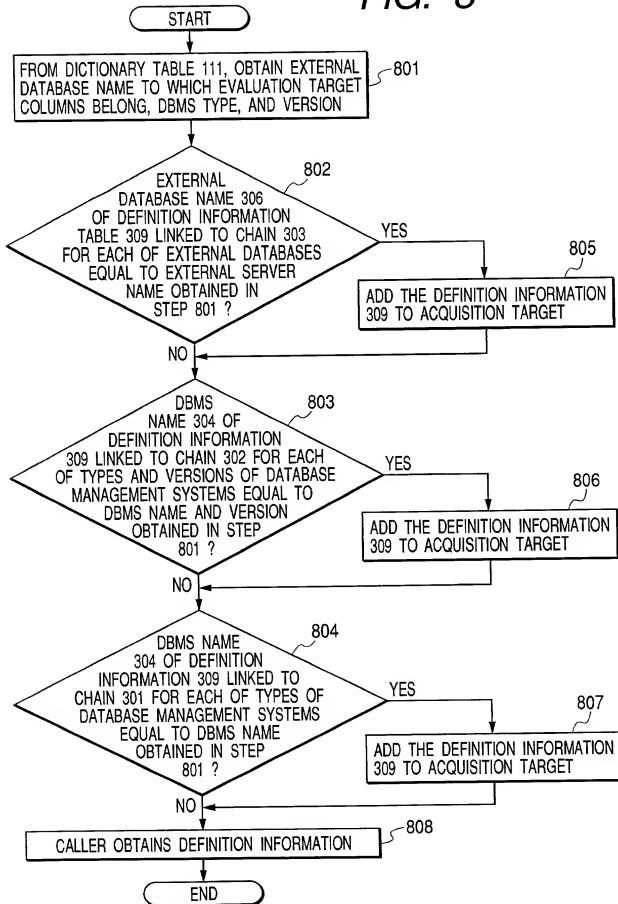 FIG. 8
START
FROM DICTIONARY TABLE 111, OBTAIN EXTERNAL
DATABASE NAME TO WHICH EVALUATION TARGET
COLUMNS BELONG, DBMS TYPE, AND VERSION
801
802
EXTERNAL
DATABASE NAME 306
OF DEFINITION INFORMATION
TABLE 309 LINKED TO CHAIN 303
FOR EACH OF EXTERNAL DATABASES
EQUAL TO EXTERNAL SERVER
NAME OBTAINED IN
STEP 801 ?
YES
805
ADD THE DEFINITION INFORMATION
309 TO ACQUISITION TARGET
NO
803
DBMS
NAME 304 OF
DEFINITION INFORMATION
309 LINKED TO CHAIN 302 FOR EACH
OF TYPES AND VERSIONS OF DATABASE
MANAGEMENT SYSTEMS EQUAL TO
DBMS NAME AND VERSION
OBTAINED IN STEP
801 ?
YES
806
ADD THE DEFINITION INFORMATION
309 TO ACQUISITION TARGET
NO
804
DBMS NAME
304 OF DEFINITION
INFORMATION 309 LINKED TO
CHAIN 301 FOR EACH OF TYPES OF
DATABASE MANAGEMENT SYSTEMS
EQUAL TO DBMS NAME
OBTAINED IN STEP
801 ?
YES
807
ADD THE DEFINITION INFORMATION
309 TO ACQUISITION TARGET
NO
CALLER OBTAINS DEFINITION INFORMATION
808
END